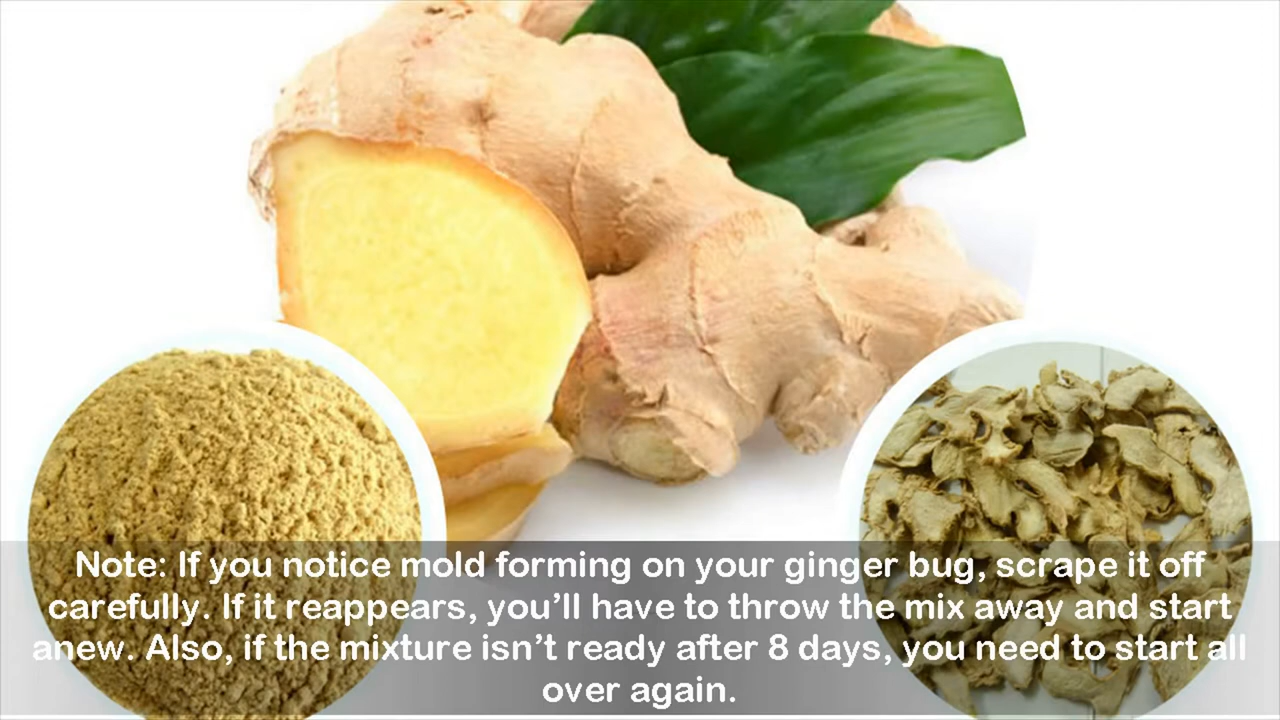 Note: If you notice mold forming on your ginger bug, scrape it off
carefully. If it reappears, you’ll have to throw the mix away and start
anew. Also, if the mixture isn’t ready after 8 days, you need to start all
over again.